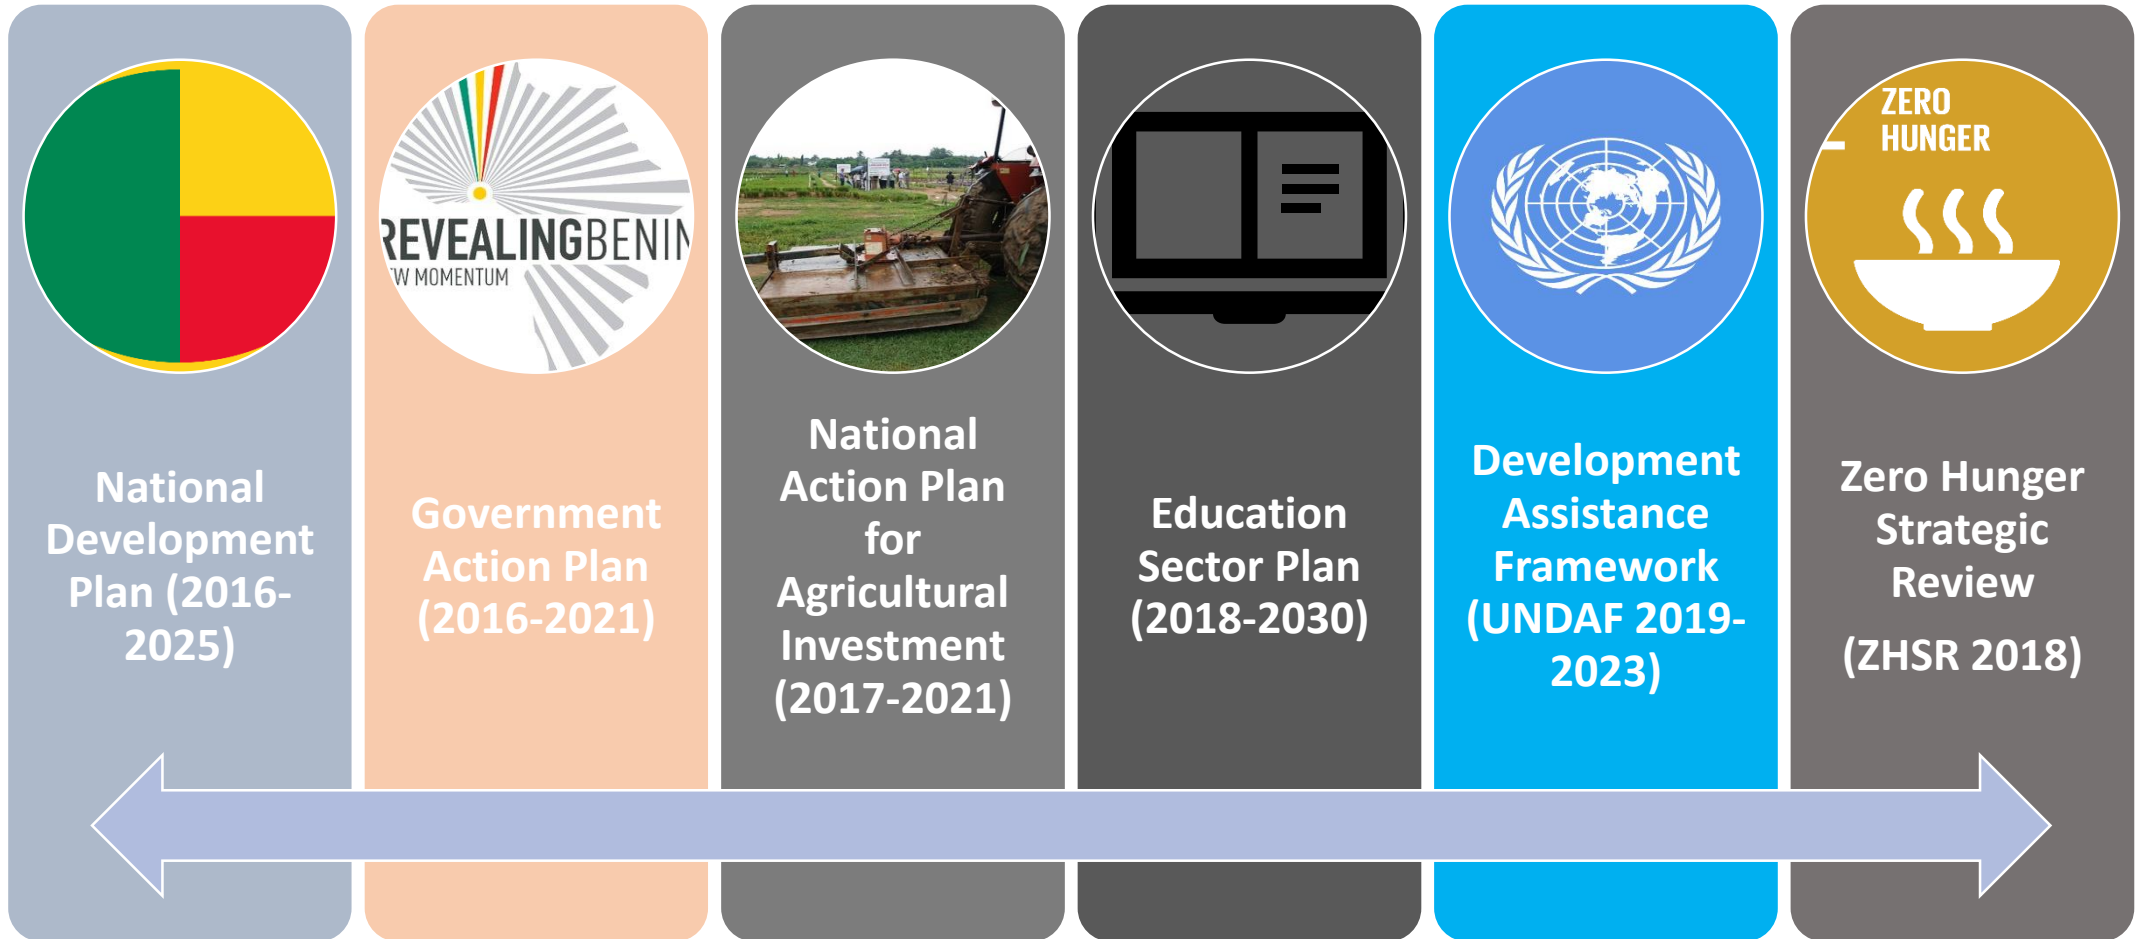 National
Development
Plan (2016-
2025)
REVEALINGBENIN
EW MOMENTUM
Government
Action Plan
(2016-2021)
National
Action Plan
for
Agricultural
Investment
(2017-2021)
Education
Sector Plan
(2018-2030)
Development
Assistance
Framework
(UNDAF 2019-
2023)
ZERO
HUNGER
Zero Hunger
Strategic
Review
(ZHSR 2018)